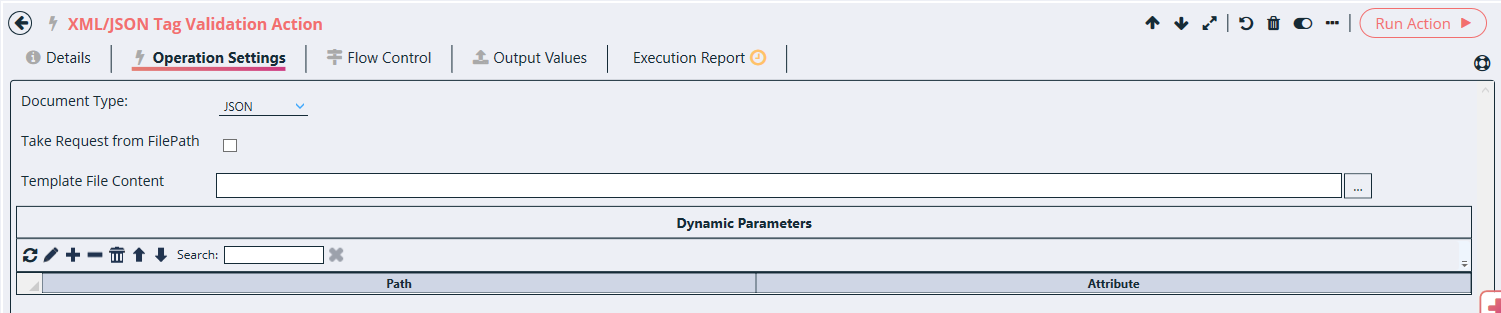 XML/JSON Tag Validation Action
Run Action
Details
Operation Settings
Flow Control
Output Values
Execution Report
Document Type:
JSON
Take Request from FilePath
Template File Content
...
Dynamic Parameters
Search:
Path
Attribute